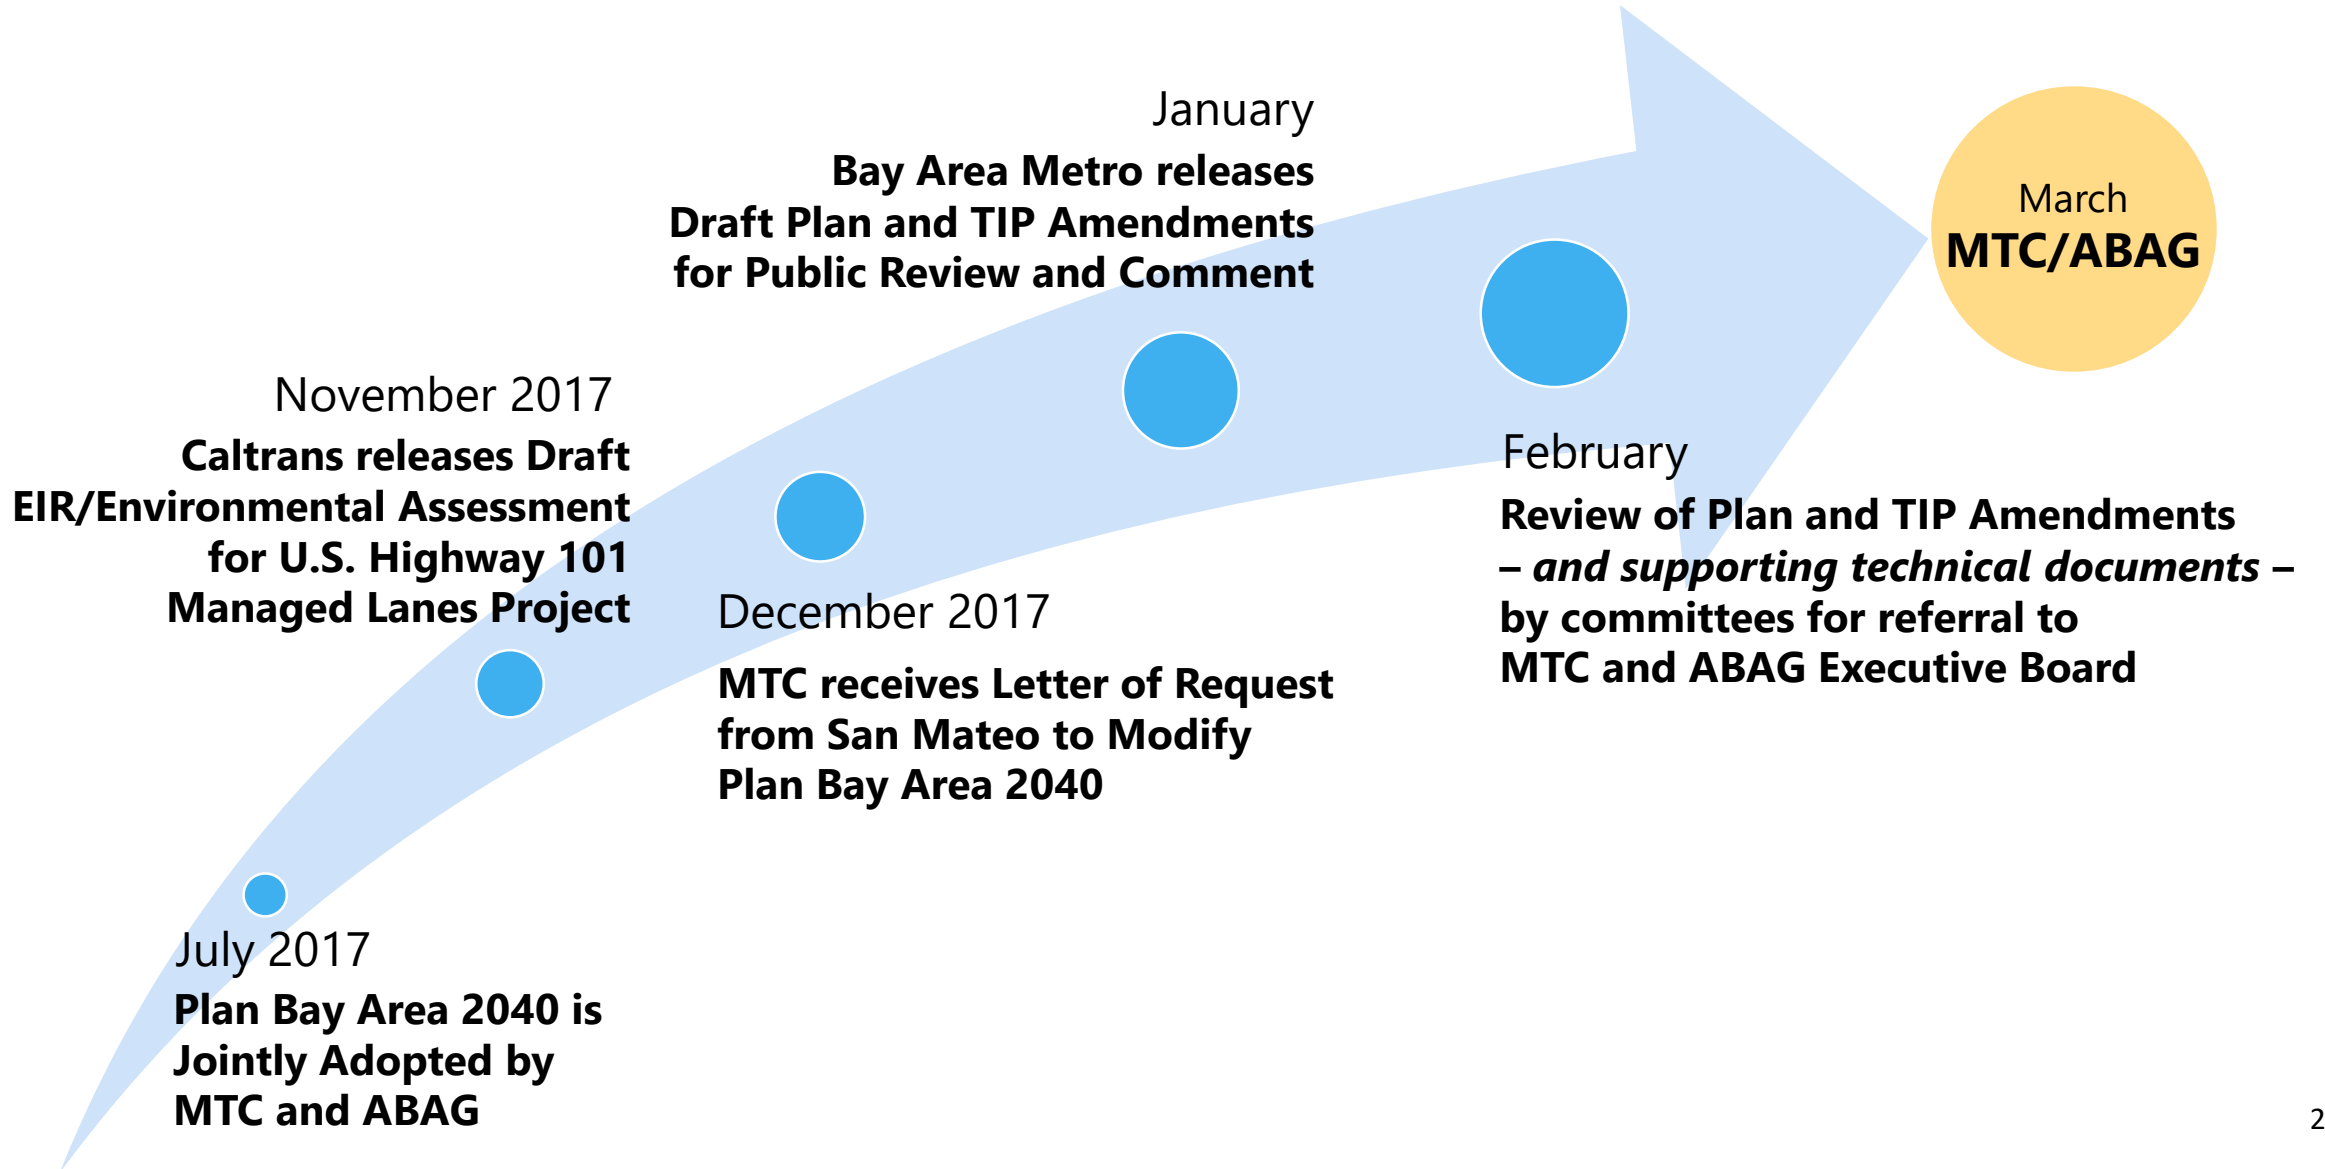 July 2017
Plan Bay Area 2040 is
Jointly Adopted by
MTC and ABAG
November 2017
Caltrans releases Draft
EIR/Environmental Assessment
for U.S. Highway 101
Managed Lanes Project
December 2017
MTC receives Letter of Request
from San Mateo to Modify
Plan Bay Area 2040
January
Bay Area Metro releases
Draft Plan and TIP Amendments
for Public Review and Comment
February
Review of Plan and TIP Amendments
– and supporting technical documents –
by committees for referral to
MTC and ABAG Executive Board
March
MTC/ABAG
2